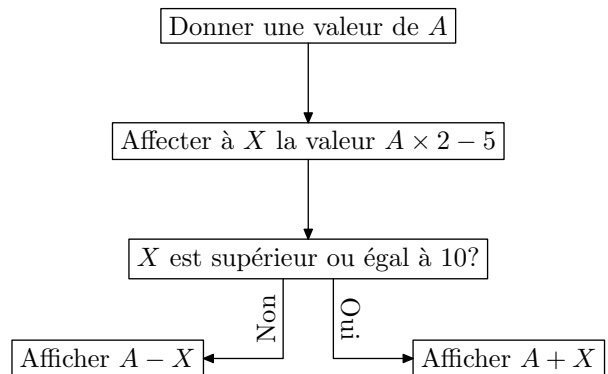 Donner une valeur de A
Affecter à X la valeur A × 2 − 5
X est supérieur ou égal à 10?
Non
Oui
Afficher A − X
Afficher A + X